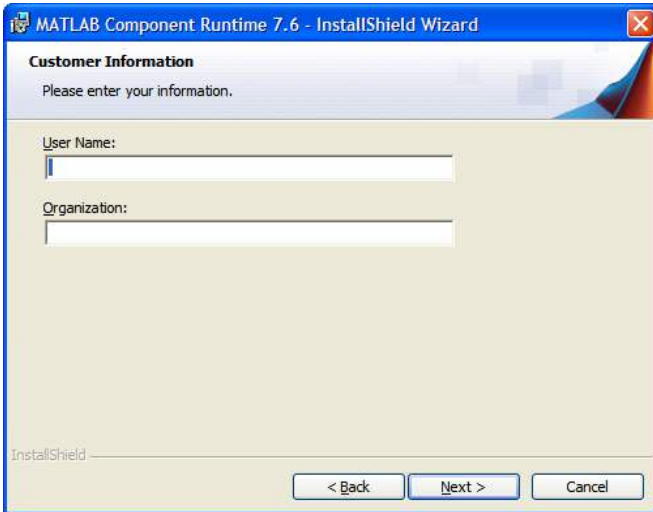 MATLAB Component Runtime 7.6 - InstallShield Wizard
Customer Information
Please enter your information.
User Name:
Organization:
InstallShield
< Back Next > Cancel